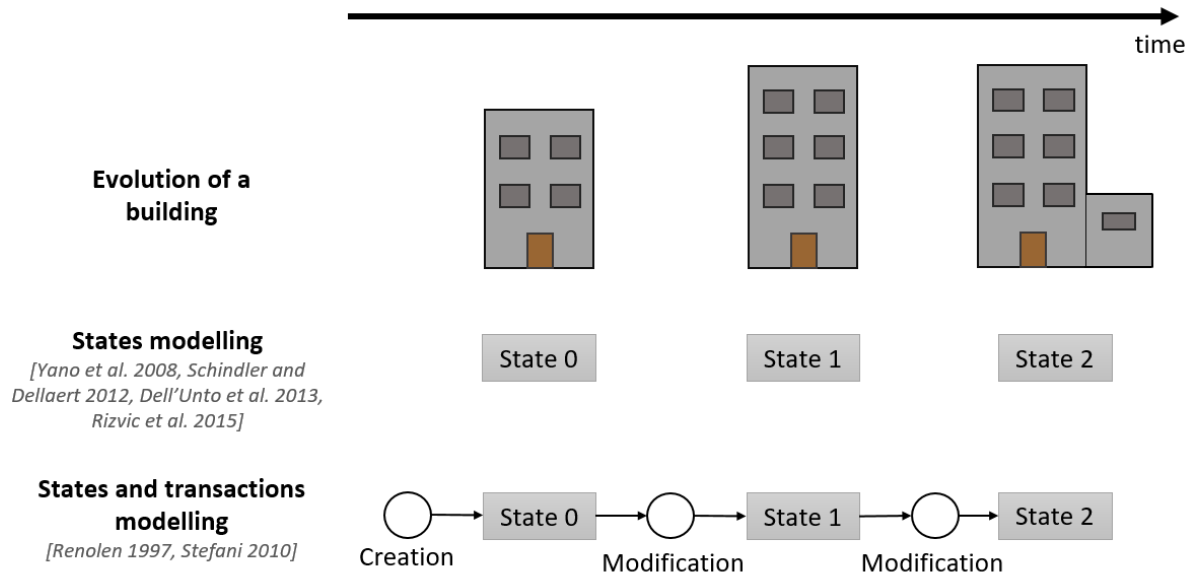 time
Evolution of a
building
States modelling
[Yano et al. 2008, Schindler and
Dellaert 2012, Dell’Unto et al. 2013,
Rizvic et al. 2015]
State 0
State 1
State 2
States and transactions
modelling
[Renolen 1997, Stefani 2010]
Creation
State 0
Modification
State 1
Modification
State 2